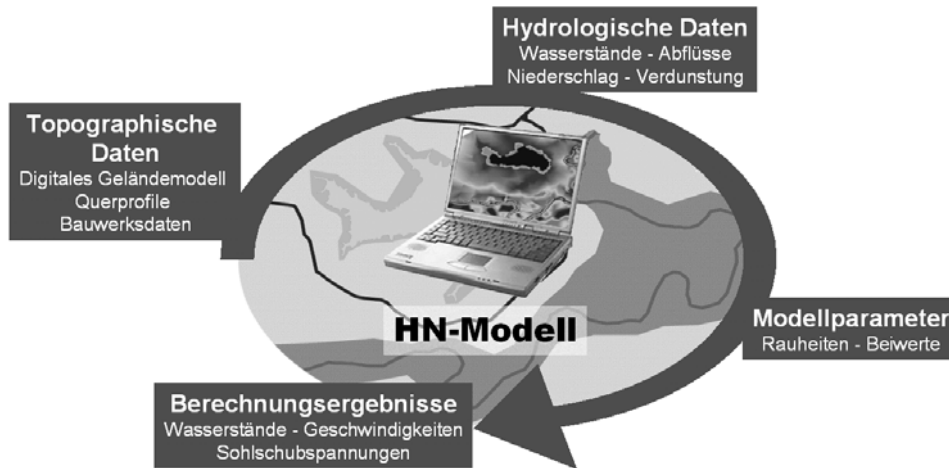 Hydrologische Daten
Wasserstände - Abflüsse
Niederschlag - Verdunstung
Topographische
Daten
Digitales Geländemodell
Querprofile
Bauwerksdaten
HN-Modell
Modellparameter
Rauheiten - Beiwerte
Berechnungsergebnisse
Wasserstände - Geschwindigkeiten
Sohlschubspannungen